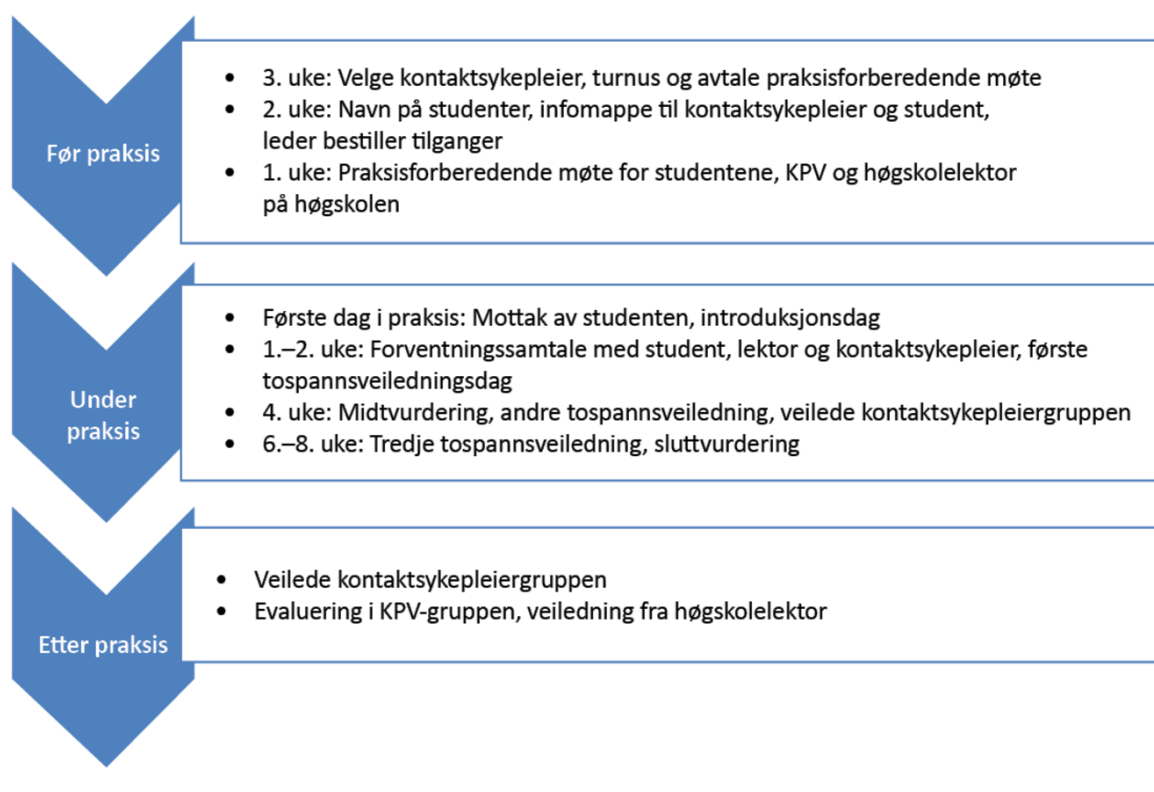 Før praksis
• 3. uke: Velge kontaktsykepleier, turnus og avtale praksisforberedende møte
• 2. uke: Navn på studenter, infomappe til kontaktsykepleier og student,
leder bestiller tilganger
• 1. uke: Praksisforberedende møte for studentene, KPV og høgskolelektor
på høgskolen
Under
praksis
• Første dag i praksis: Mottak av studenten, introduksjonsdag
• 1.–2. uke: Forventningssamtale med student, lektor og kontaktsykepleier, første
tospannsveiledningsdag
• 4. uke: Midtvurdering, andre tospannsveiledning, veilede kontaktsykepleiergruppen
• 6.–8. uke: Tredje tospannsveiledning, sluttvurdering
Etter praksis
• Veilede kontaktsykepleiergruppen
• Evaluering i KPV-gruppen, veiledning fra høgskolelektor